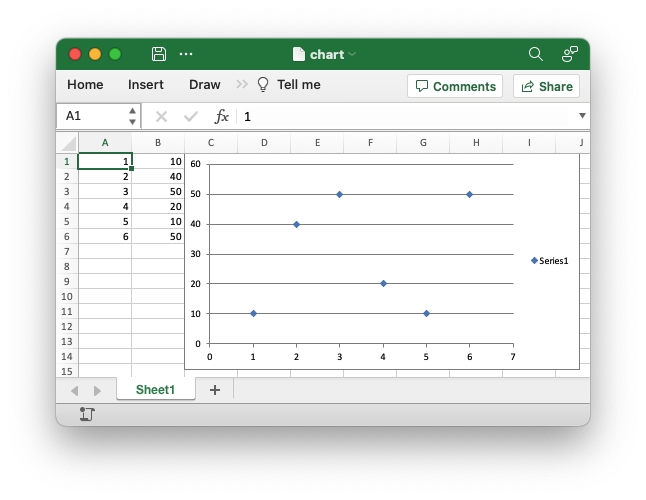 chart
Home Insert Draw Tell me Comments Share
A1 fx 1
A B C D E F G H I J
1 1 10
2 2 40
3 3 50
4 4 20
5 5 10
6 6 50
7
8
9
10
11
12
13
14
15
60
50
40
30
20
10
0
0 1 2 3 4 5 6 7
Series1
Sheet1 +